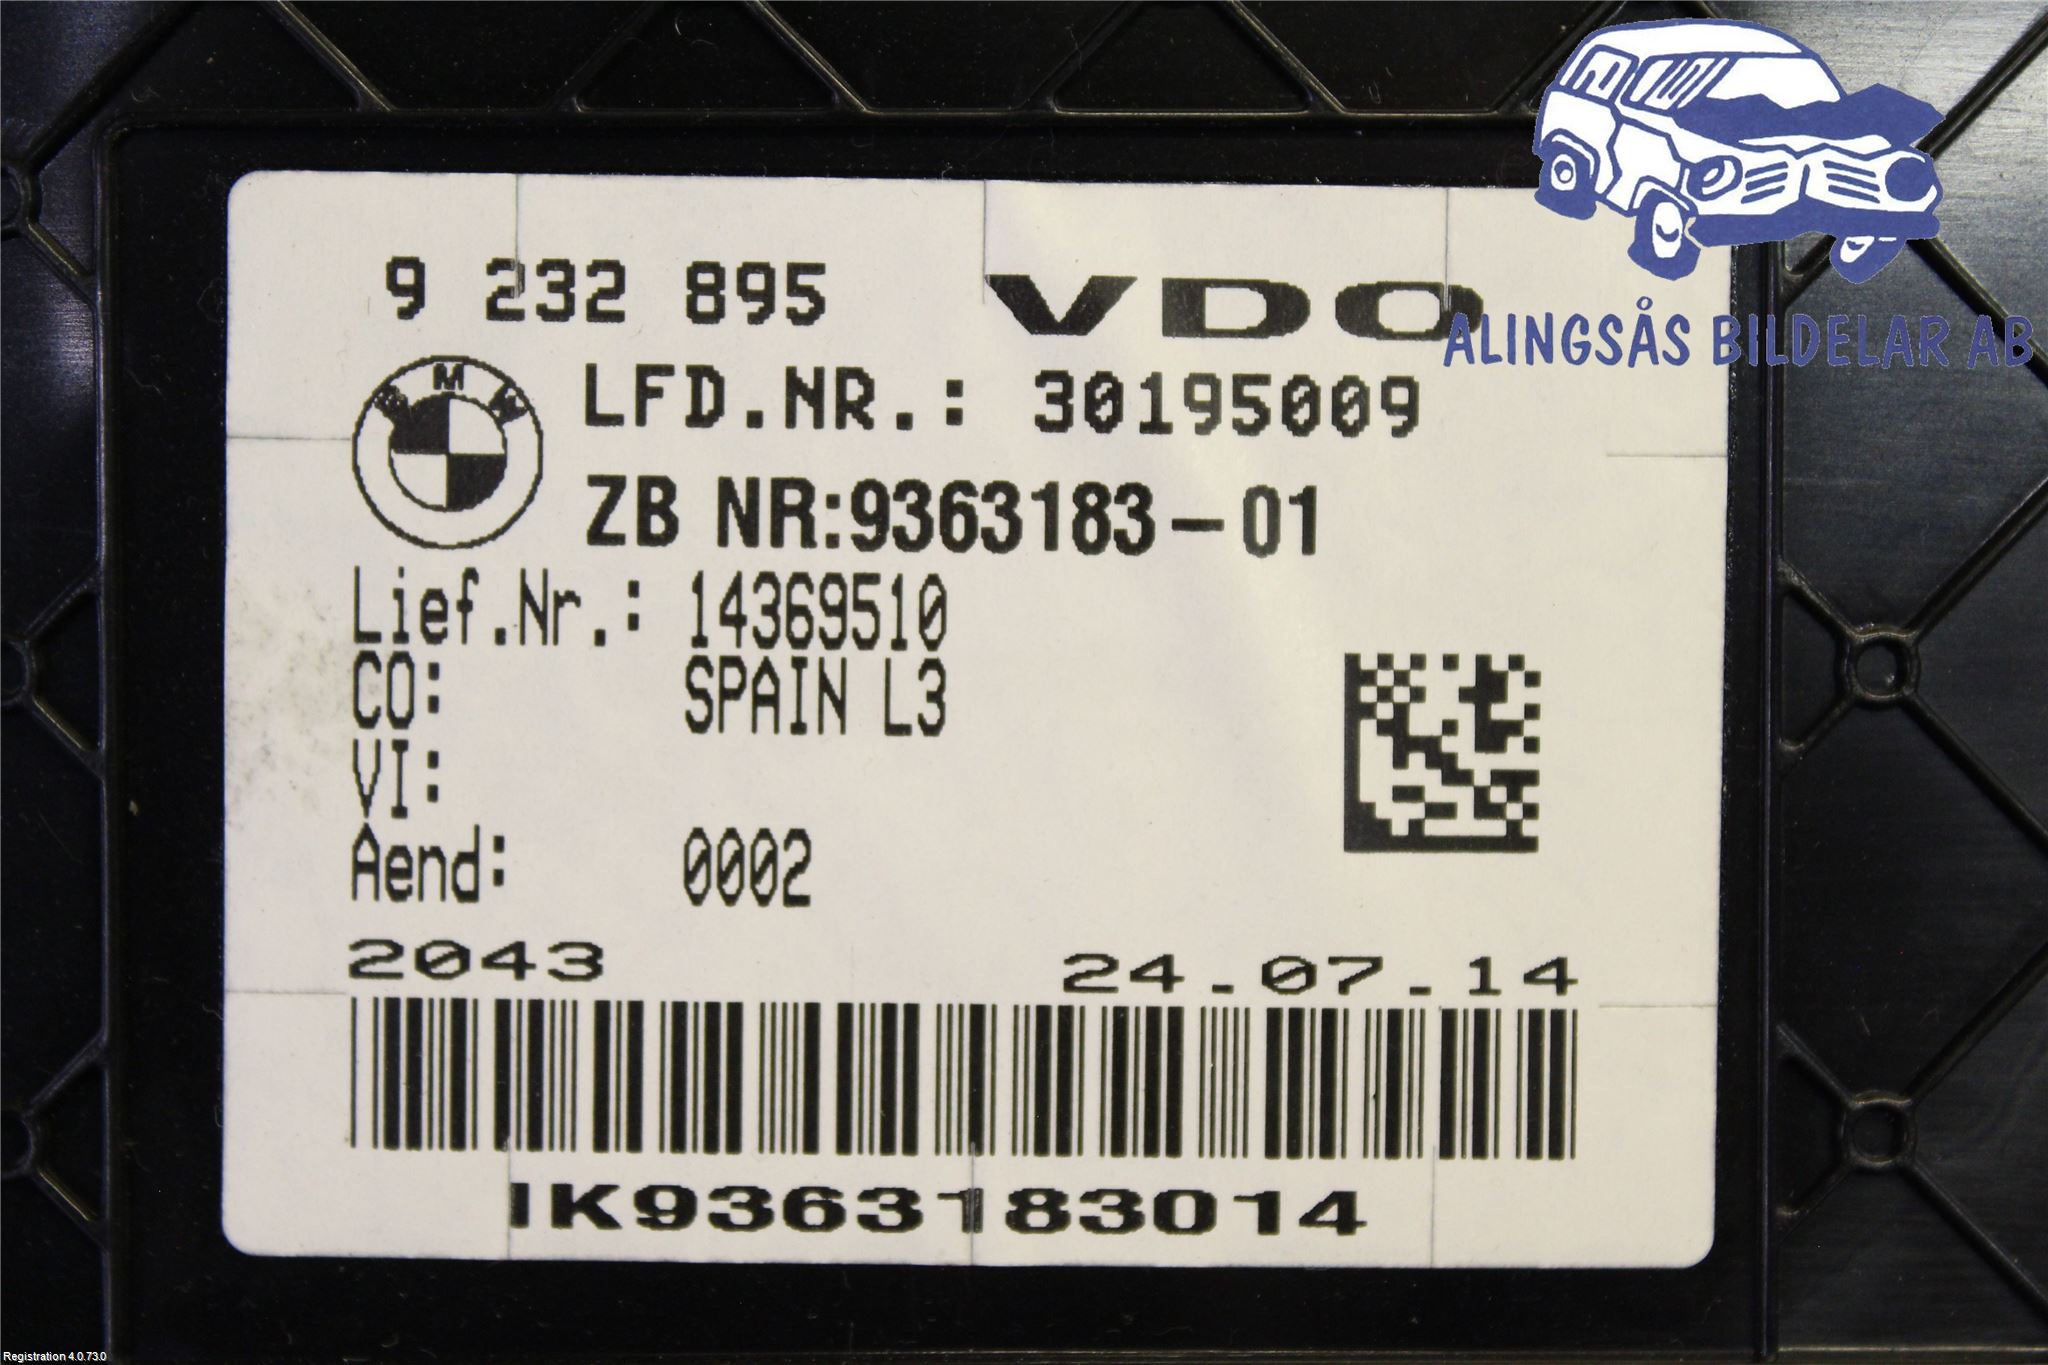 9 232 895 VDO
ALINGSÅS BILDELAR AB
BMW
LFD.NR.: 30195009
ZB NR:9363183-01
Lief.Nr.: 14369510
CO: SPAIN L3
VI:
Aend: 0002
2043 24.07.14
IK9363183014
Registration 4.0.73.0